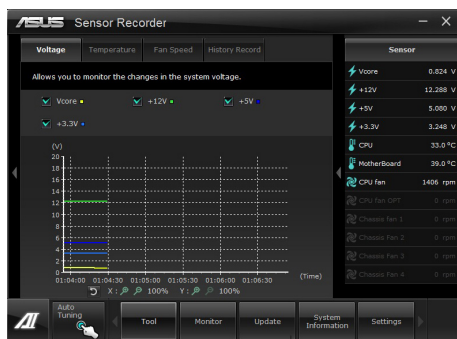 ASUS Sensor Recorder
Voltage Temperature Fan Speed History Record
Allows you to monitor the changes in the system voltage.
Vcore +12V +5V
+3.3V
(V)
20
18
16
14
12
10
8
6
4
2
0
01:04:00 01:04:30 01:05:00 01:05:30 01:06:00 01:06:30 (Time)
X : 100% Y : 100%
Sensor
Vcore 0.824 V
+12V 12.288 V
+5V 5.080 V
+3.3V 3.248 V
CPU 33.0 ºC
MotherBoard 39.0 ºC
CPU fan 1406 rpm
CPU fan OPT 0 rpm
Chassis Fan 1 0 rpm
Chassis Fan 2 0 rpm
Chassis Fan 3 0 rpm
Chassis Fan 4 0 rpm
Auto
Tuning
Tool
Monitor
Update
System
Information
Settings